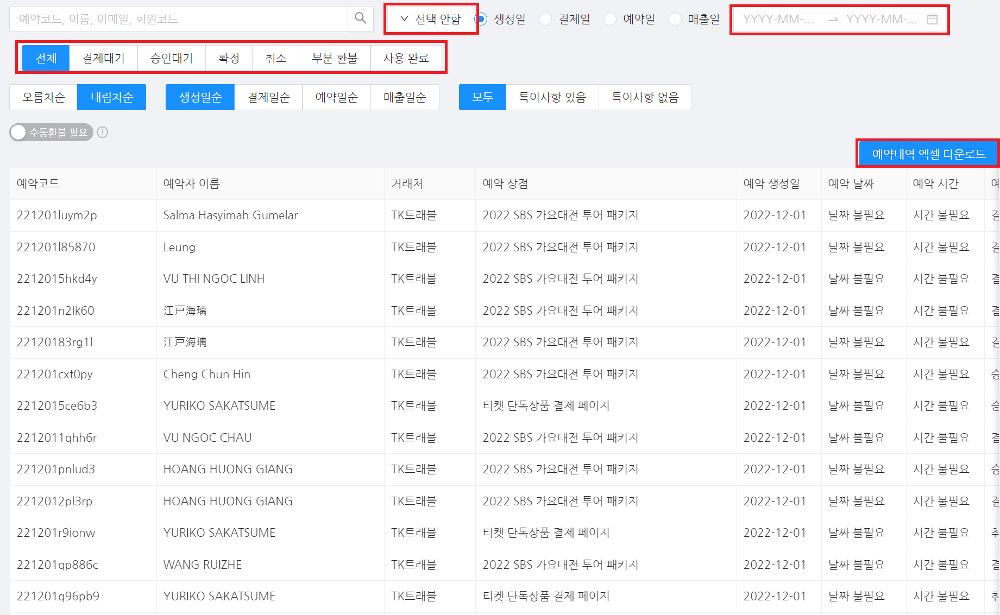 예약코드, 이름, 이메일, 회원코드 선택 안함 생성일 결제일 예약일 매출일 YYYY-MM-... → YYYY-MM-...
전체 결제대기 승인대기 확정 취소 부분 환불 사용 완료
오름차순 내림차순 생성일순 결제일순 예약일순 매출일순 모두 특이사항 있음 특이사항 없음
수동환불 필요
예약내역 엑셀 다운로드
예약코드 예약자 이름 거래처 예약 상점 예약 생성일 예약 날짜 예약 시간
221201luym2p Salma Hasyimah Gumelar TK트래블 2022 SBS 가요대전 투어 패키지 2022-12-01 날짜 불필요 시간 불필요
221201l85870 Leung TK트래블 2022 SBS 가요대전 투어 패키지 2022-12-01 날짜 불필요 시간 불필요
2212015hkd4y VU THI NGOC LINH TK트래블 2022 SBS 가요대전 투어 패키지 2022-12-01 날짜 불필요 시간 불필요
221201n2lk60 江戸海璃 TK트래블 2022 SBS 가요대전 투어 패키지 2022-12-01 날짜 불필요 시간 불필요
22120183rg1l 江戸海璃 TK트래블 2022 SBS 가요대전 투어 패키지 2022-12-01 날짜 불필요 시간 불필요
221201cxt0py Cheng Chun Hin TK트래블 2022 SBS 가요대전 투어 패키지 2022-12-01 날짜 불필요 시간 불필요
2212015ce6b3 YURIKO SAKATSUME TK트래블 티켓 단독상품 결제 페이지 2022-12-01 날짜 불필요 시간 불필요
2212011qhh6r VU NGOC CHAU TK트래블 2022 SBS 가요대전 투어 패키지 2022-12-01 날짜 불필요 시간 불필요
221201pnlud3 HOANG HUONG GIANG TK트래블 2022 SBS 가요대전 투어 패키지 2022-12-01 날짜 불필요 시간 불필요
2212012pl3rp HOANG HUONG GIANG TK트래블 2022 SBS 가요대전 투어 패키지 2022-12-01 날짜 불필요 시간 불필요
221201r9ionw YURIKO SAKATSUME TK트래블 티켓 단독상품 결제 페이지 2022-12-01 날짜 불필요 시간 불필요
221201qp886c WANG RUIZHE TK트래블 2022 SBS 가요대전 투어 패키지 2022-12-01 날짜 불필요 시간 불필요
221201q96pb9 YURIKO SAKATSUME TK트래블 티켓 단독상품 결제 페이지 2022-12-01 날짜 불필요 시간 불필요